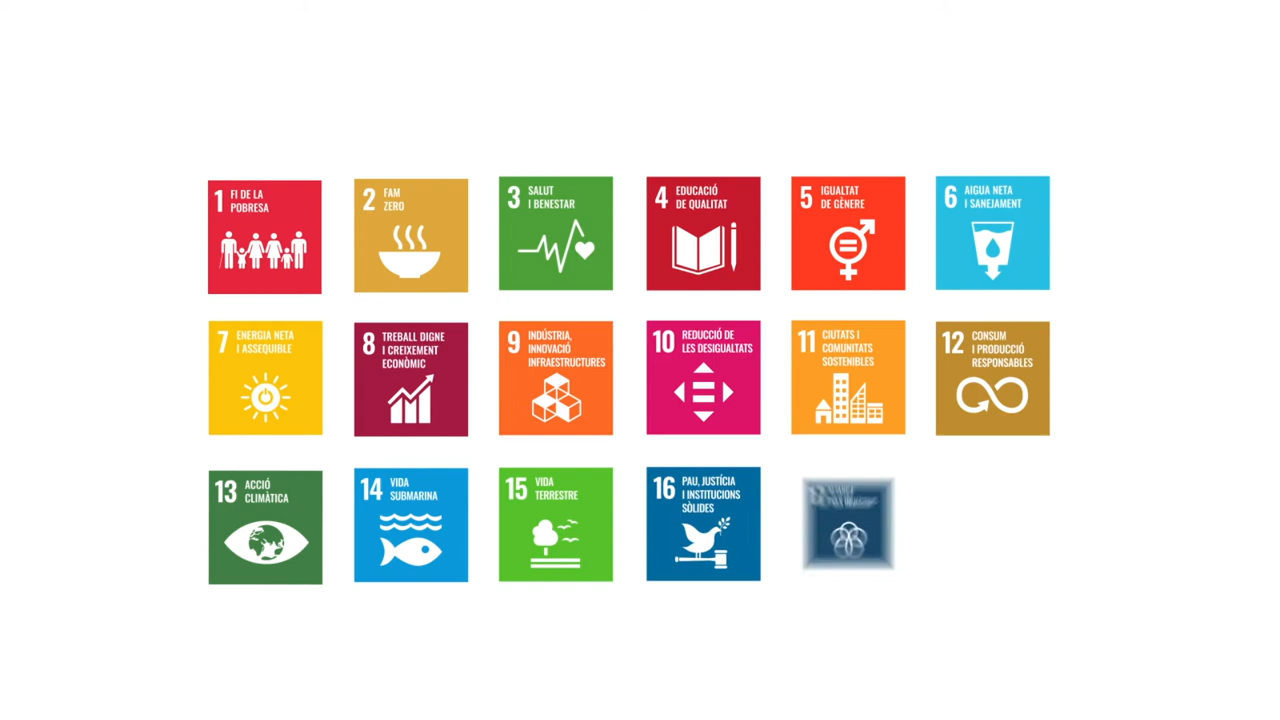 1 FI DE LA
POBRESA
2 FAM
ZERO
3 SALUT
I BENESTAR
4 EDUCACIÓ
DE QUALITAT
5 IGUALTAT
DE GÈNERE
6 AIGUA NETA
I SANEJAMENT
7 ENERGIA NETA
I ASSEQUIBLE
8 TREBALL DIGNE
I CREIXEMENT
ECONÒMIC
9 INDÚSTRIA,
INNOVACIÓ
INFRAESTRUCTURES
10 REDUCCIÓ DE
LES DESIGUALTATS
11 CIUTATS I
COMUNITATS
SOSTENIBLES
12 CONSUM
I PRODUCCIÓ
RESPONSABLES
13 ACCIÓ
CLIMÀTICA
14 VIDA
SUBMARINA
15 VIDA
TERRESTRE
16 PAU, JUSTÍCIA
I INSTITUCIONS
SÒLIDES